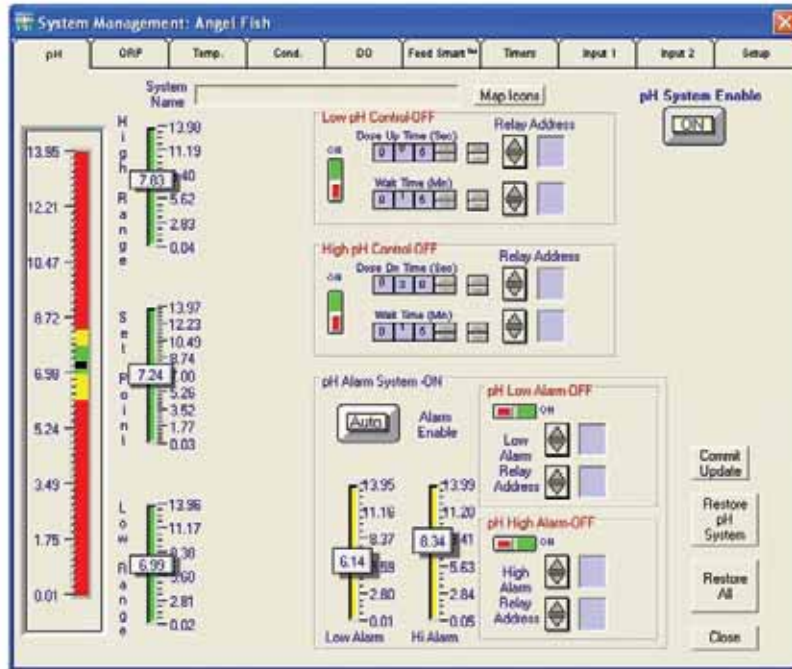 System Management: Angel Fish
pH ORP Temp. Cond. DO Feed Smart™ Timers Input 1 Input 2 Setup
System Name
Map Icons
pH System Enable
ON
13.95
12.21
10.47
8.72
6.98
5.24
3.49
1.75
0.01
High Range
13.98
11.19
7.83
5.62
2.83
0.04
Set Point
13.97
12.23
10.49
8.74
7.24
7.00
5.26
3.52
1.77
0.03
Low Range
13.96
11.17
8.38
6.99
5.60
2.81
0.02
Low pH Control-OFF
Dose Up Time (Sec)
Relay Address
Wait Time (Min)
High pH Control-OFF
Dose Dn Time (Sec)
Relay Address
Wait Time (Min)
pH Alarm System -ON
Auto
Alarm
Enable
13.95
11.16
8.37
6.14
2.80
0.01
Low Alarm
13.99
11.20
8.34
5.63
2.84
0.05
Hi Alarm
pH Low Alarm-OFF
ON
Low
Alarm
Relay
Address
pH High Alarm-OFF
ON
High
Alarm
Relay
Address
Commit
Update
Restore
pH
System
Restore
All
Close